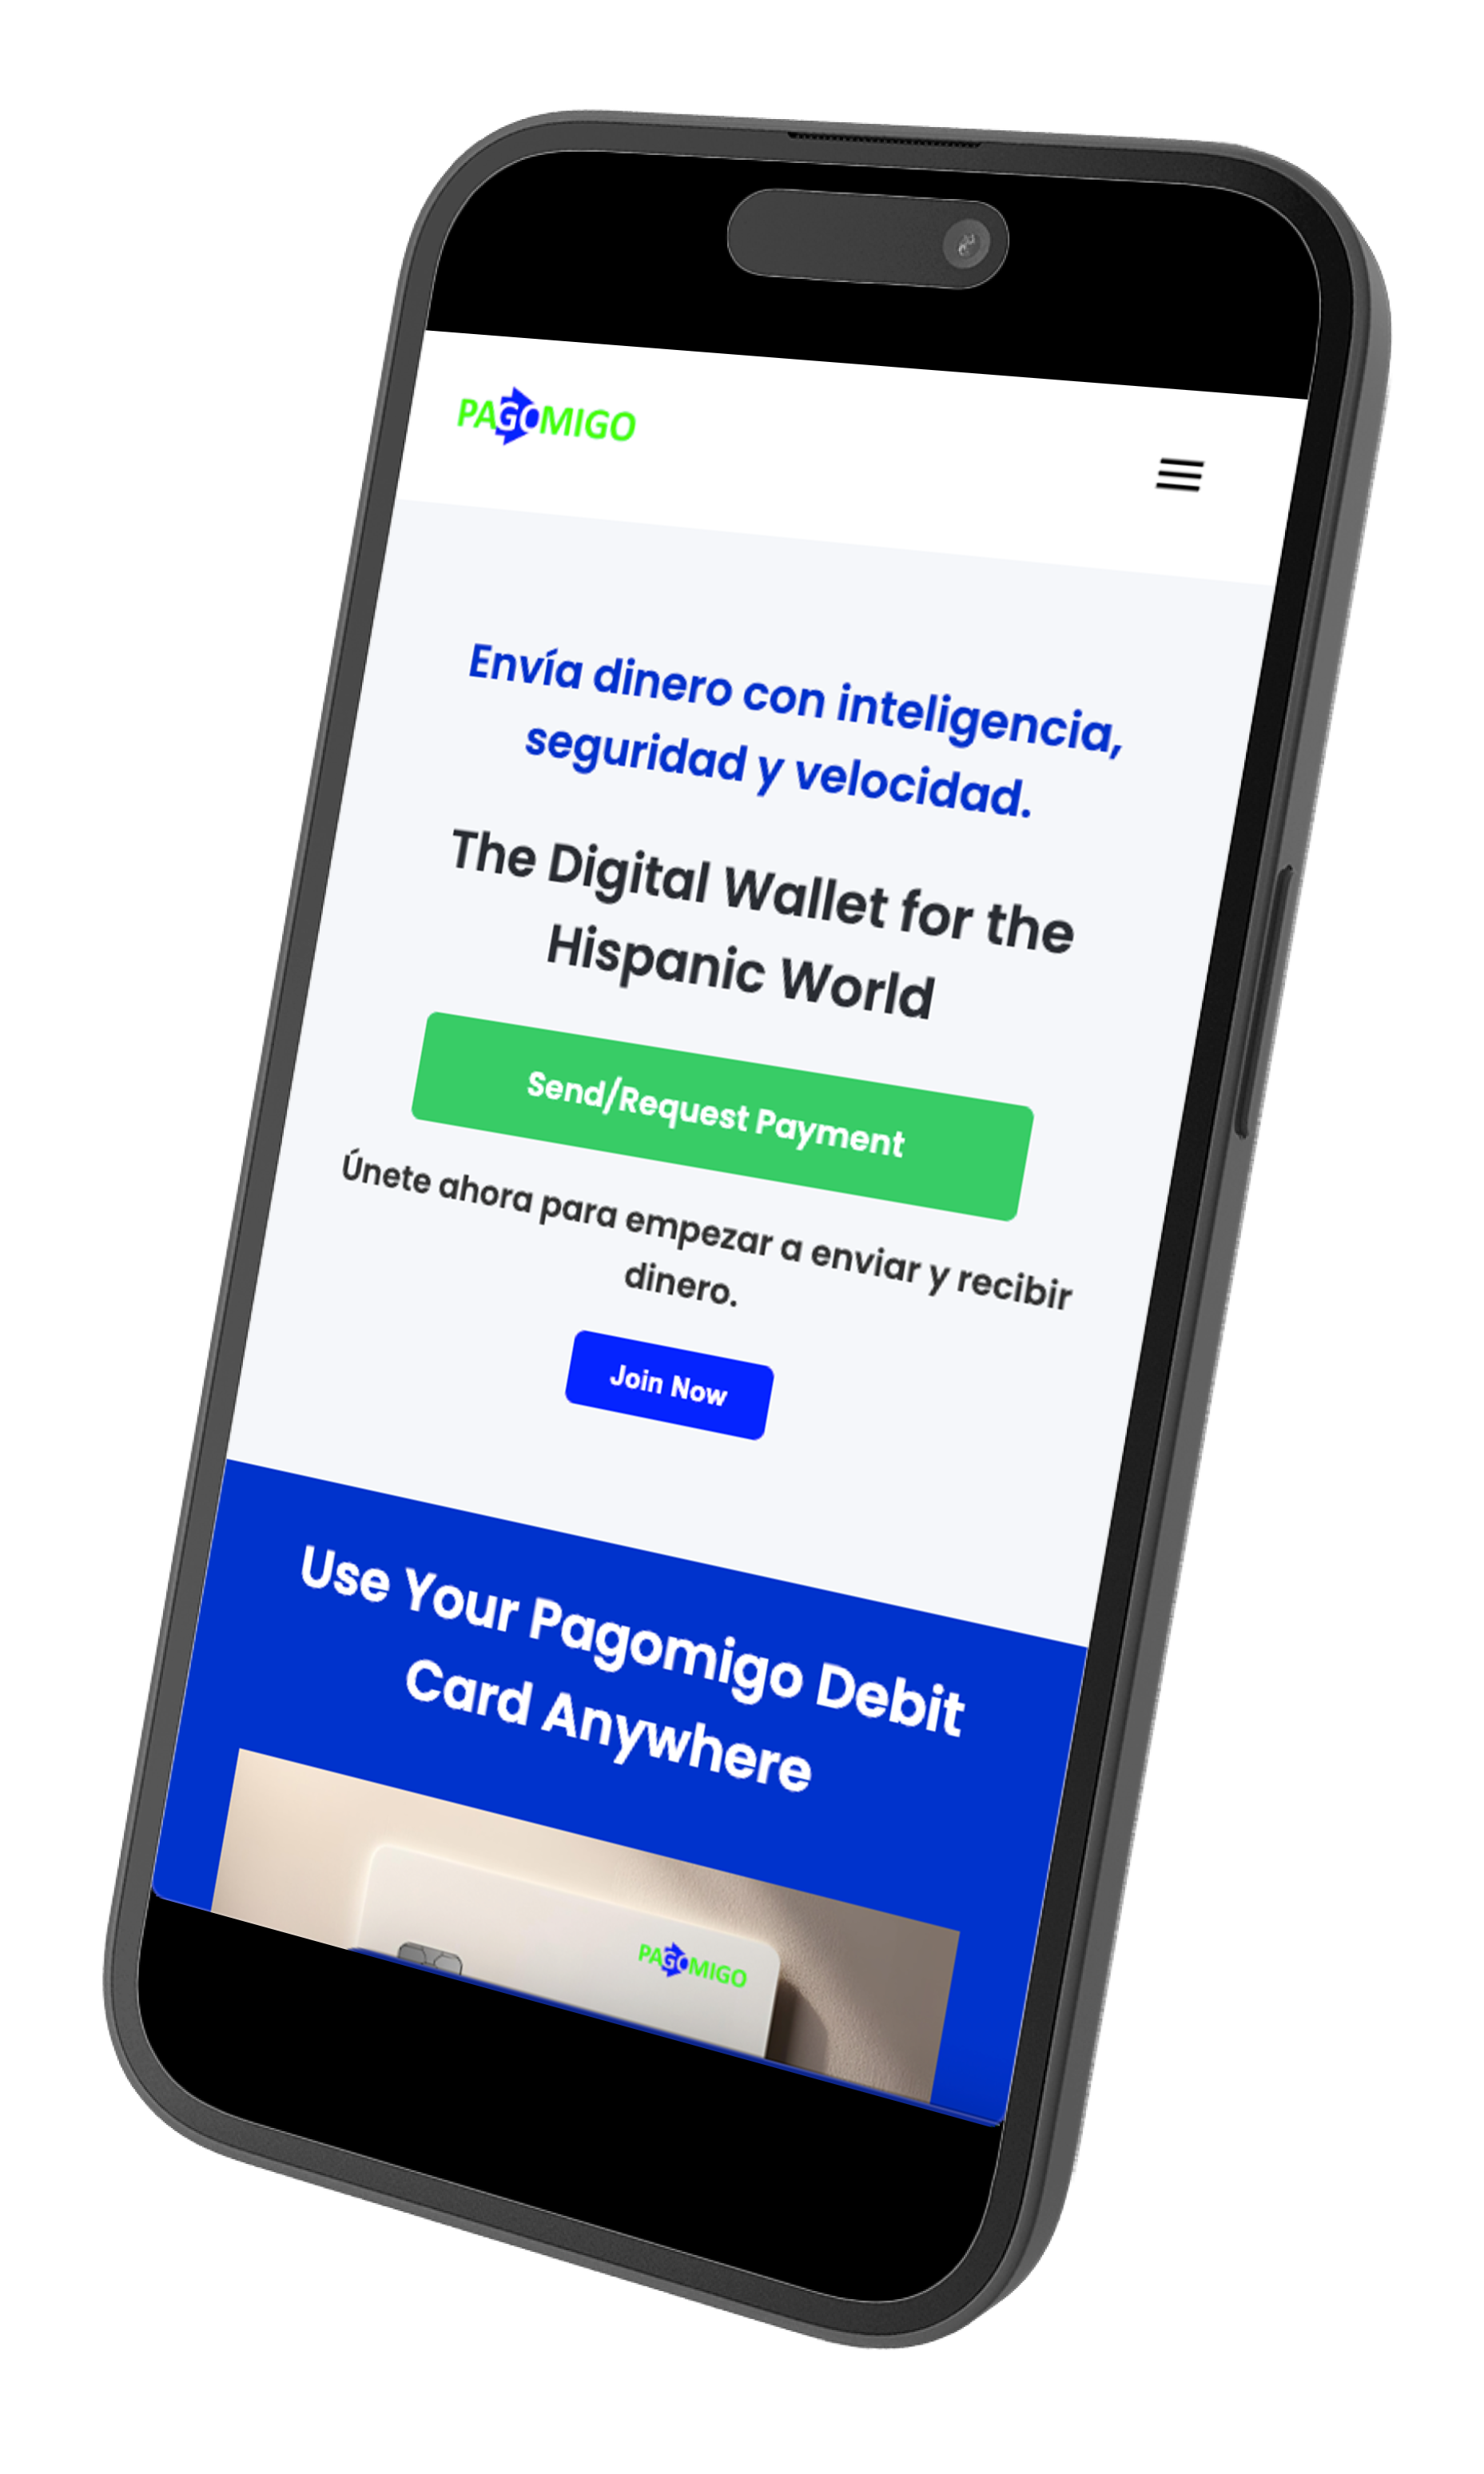 PAGOMIGO
Envía dinero con inteligencia,
seguridad y velocidad.
The Digital Wallet for the
Hispanic World
Send/Request Payment
Únete ahora para empezar a enviar y recibir
dinero.
Join Now
Use Your Pagomigo Debit
Card Anywhere
PAGOMIGO